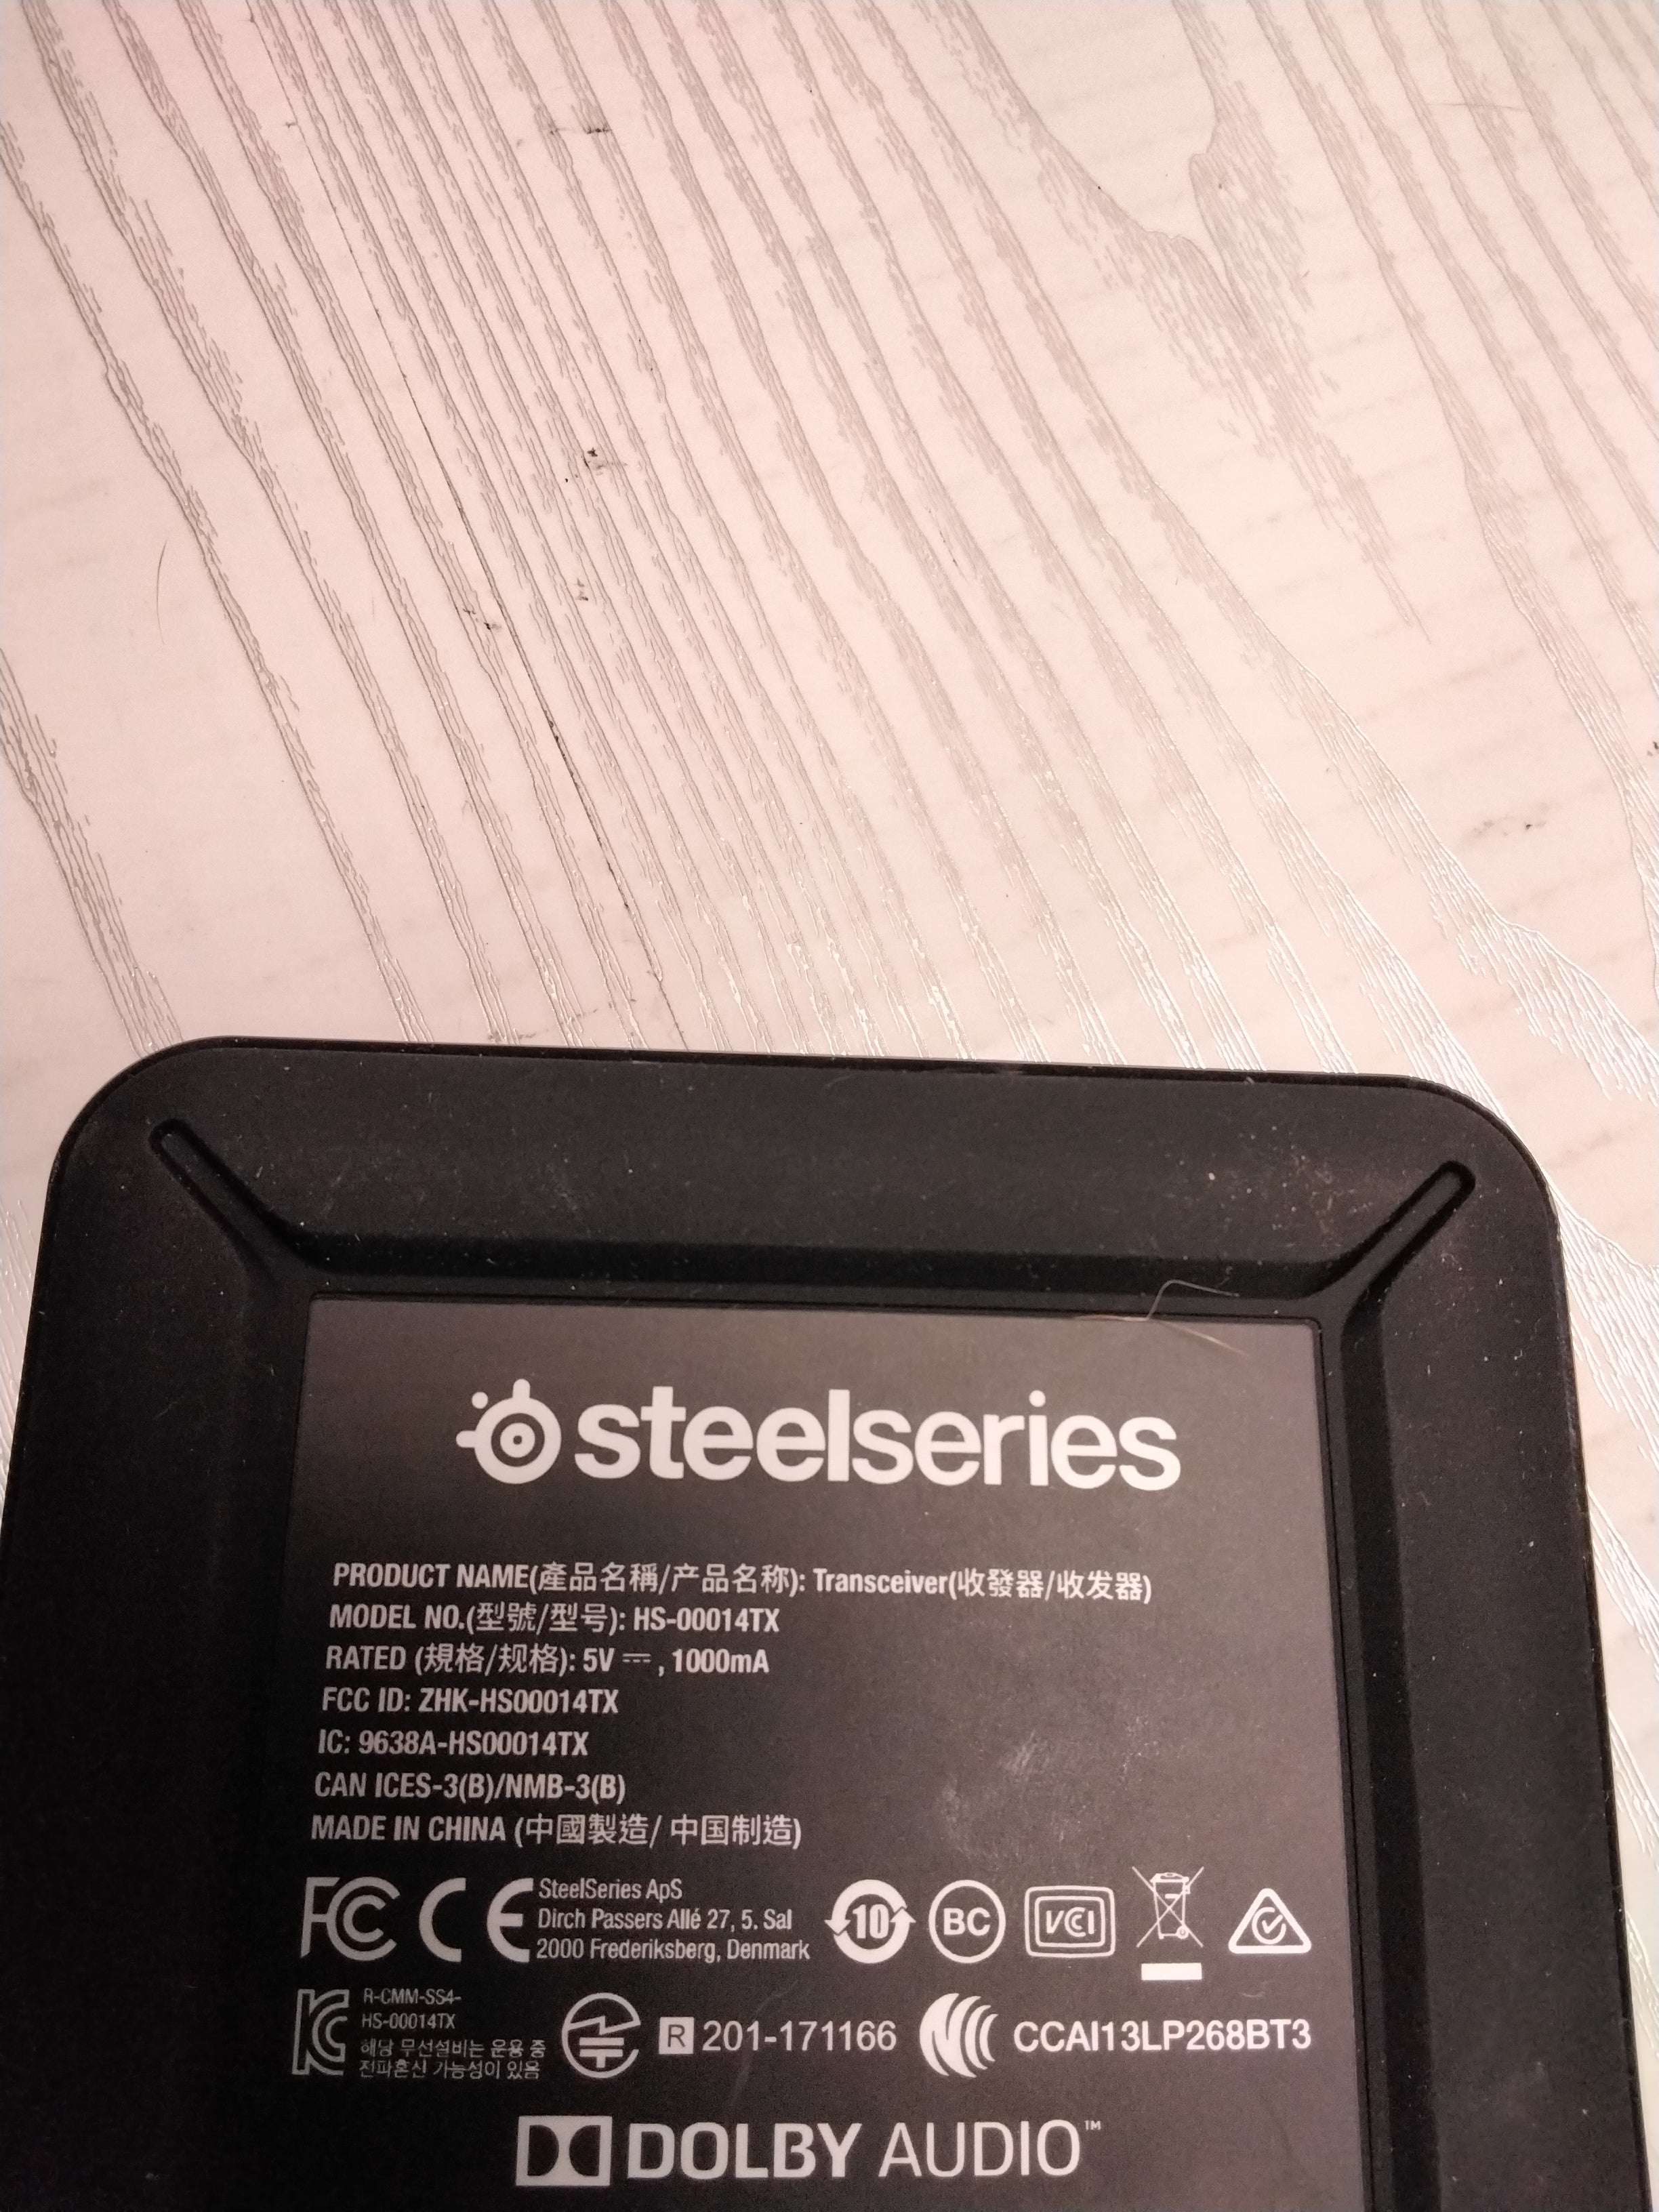 steelseries
PRODUCT NAME(產品名稱/产品名称): Transceiver(收發器/收发器)
MODEL NO.(型號/型号): HS-00014TX
RATED (規格/规格): 5V ⎓ , 1000mA
FCC ID: ZHK-HS00014TX
IC: 9638A-HS00014TX
CAN ICES-3(B)/NMB-3(B)
MADE IN CHINA (中國製造/ 中国制造)
FC CE
SteelSeries ApS
Dirch Passers Allé 27, 5. Sal
2000 Frederiksberg, Denmark
10 BC VCI
R-CMM-SS4-
HS-00014TX
해당 무선설비는 운용 중
전파혼신 가능성이 있음
R 201-171166
CCAI13LP268BT3
DOLBY AUDIO™